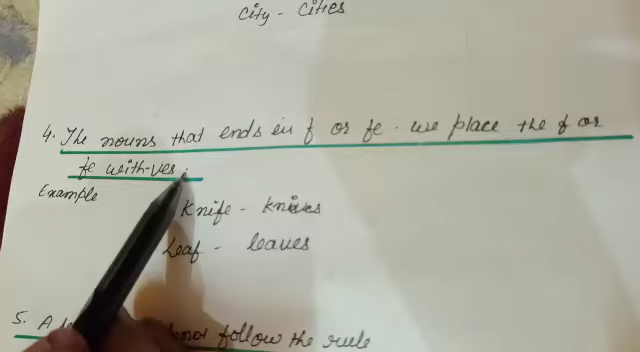 City - Cities
4. The nouns that ends in f or fe. we place the f or
fe with-ves.
Example
Knife - knives
Leaf - leaves
5. A not follow the rule